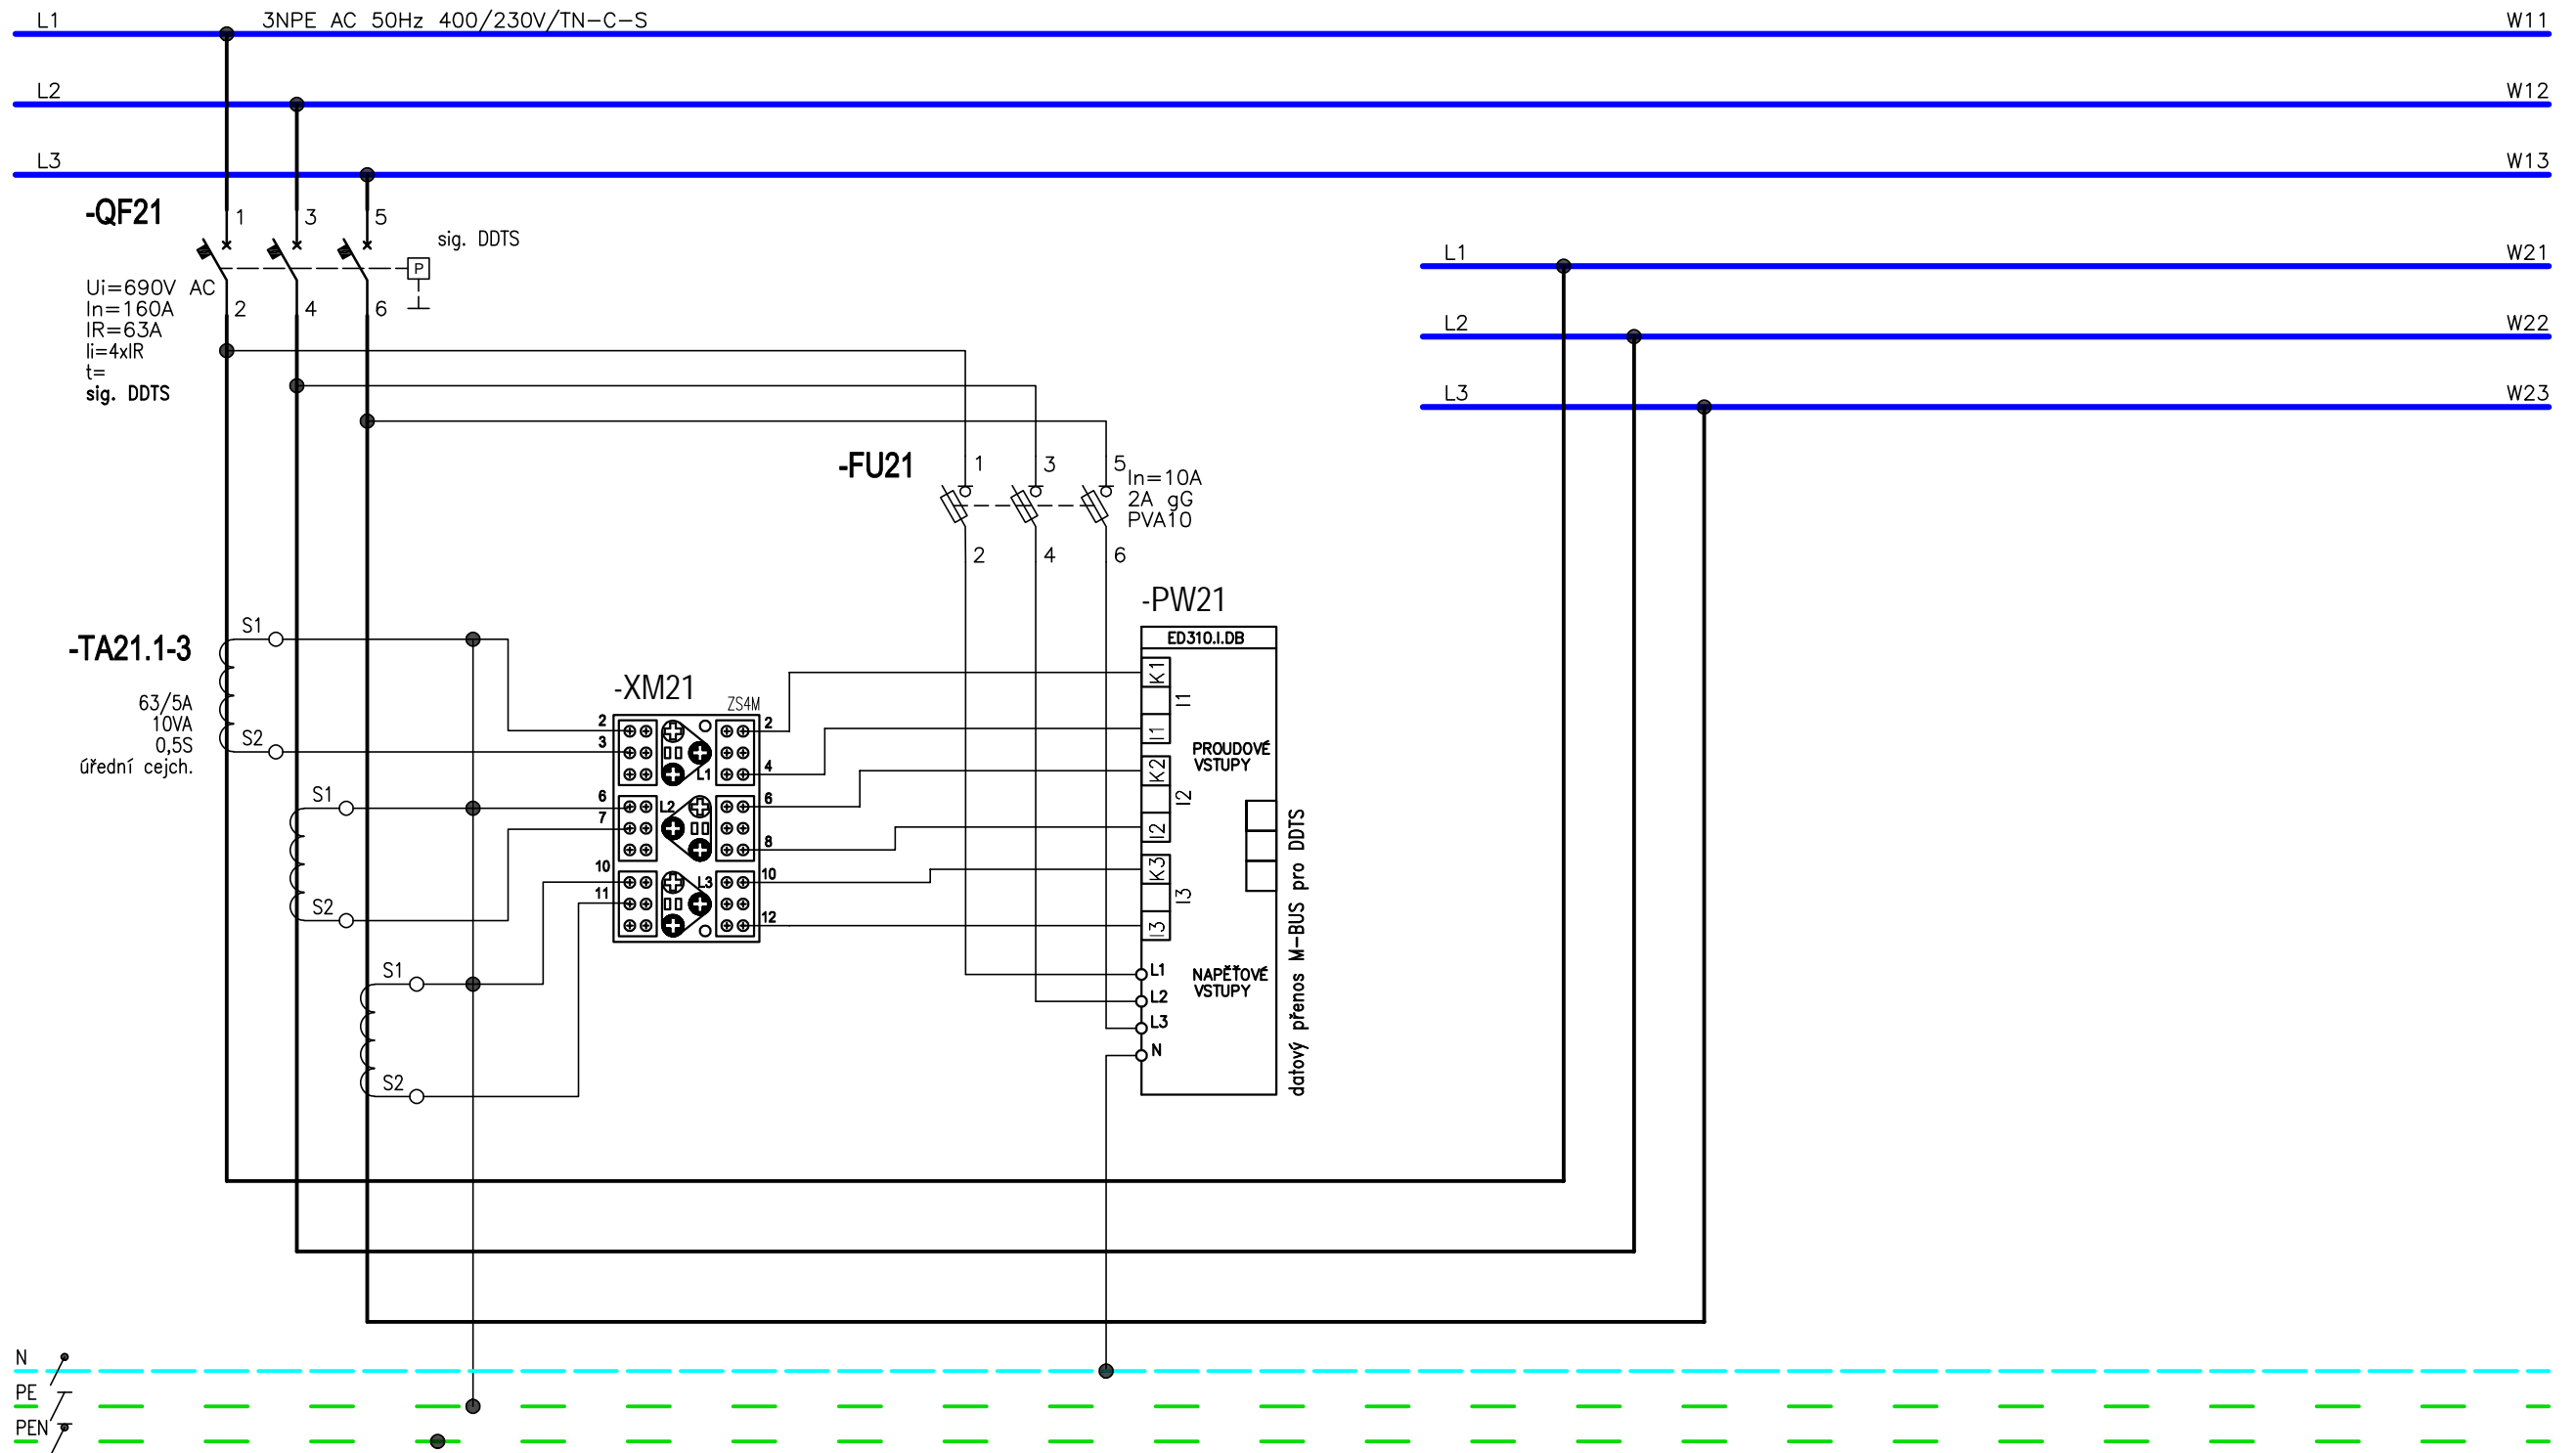 L1 3NPE AC 50Hz 400/230V/TN-C-S W11
L2 W12
L3 W13
-QF21
1 3 5
sig. DDTS
P
Ui=690V AC
In=160A
IR=63A
Ii=4xIR
t=
sig. DDTS
2 4 6
L1 W21
L2 W22
L3 W23
-FU21
1 3 5
In=10A
2A gG
PVA10
2 4 6
-TA21.1-3
63/5A
10VA
0,5S
úřední cejch.
S1
S2
S1
S2
S1
S2
-XM21
ZS4M
2
3
6
7
10
11
L1
L2
L3
2
4
6
8
10
12
-PW21
ED310.I.DB
K1
I1
I1
K2
I2
I2
K3
I3
I3
PROUDOVÉ
VSTUPY
L1
L2
L3
N
NAPĚŤOVÉ
VSTUPY
datový přenos M-BUS pro DDTS
N
PE
PEN